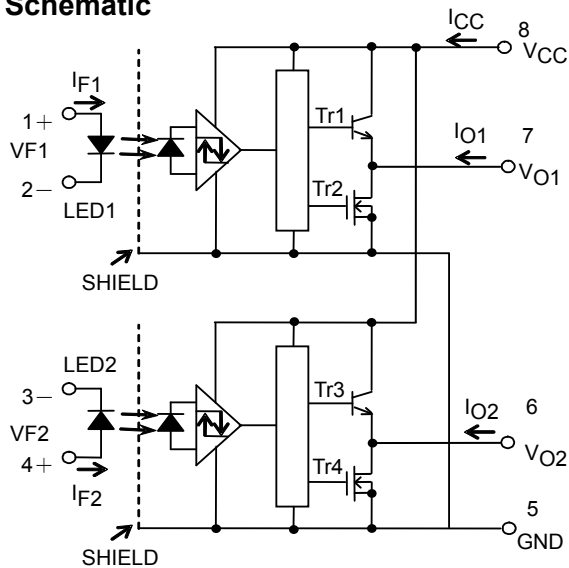 Schematic
ICC
8
VCC
IF1
1+
VF1
2−
LED1
Tr1
Tr2
IO1
7
VO1
SHIELD
LED2
3−
VF2
4+
IF2
Tr3
Tr4
IO2
6
VO2
5
GND
SHIELD